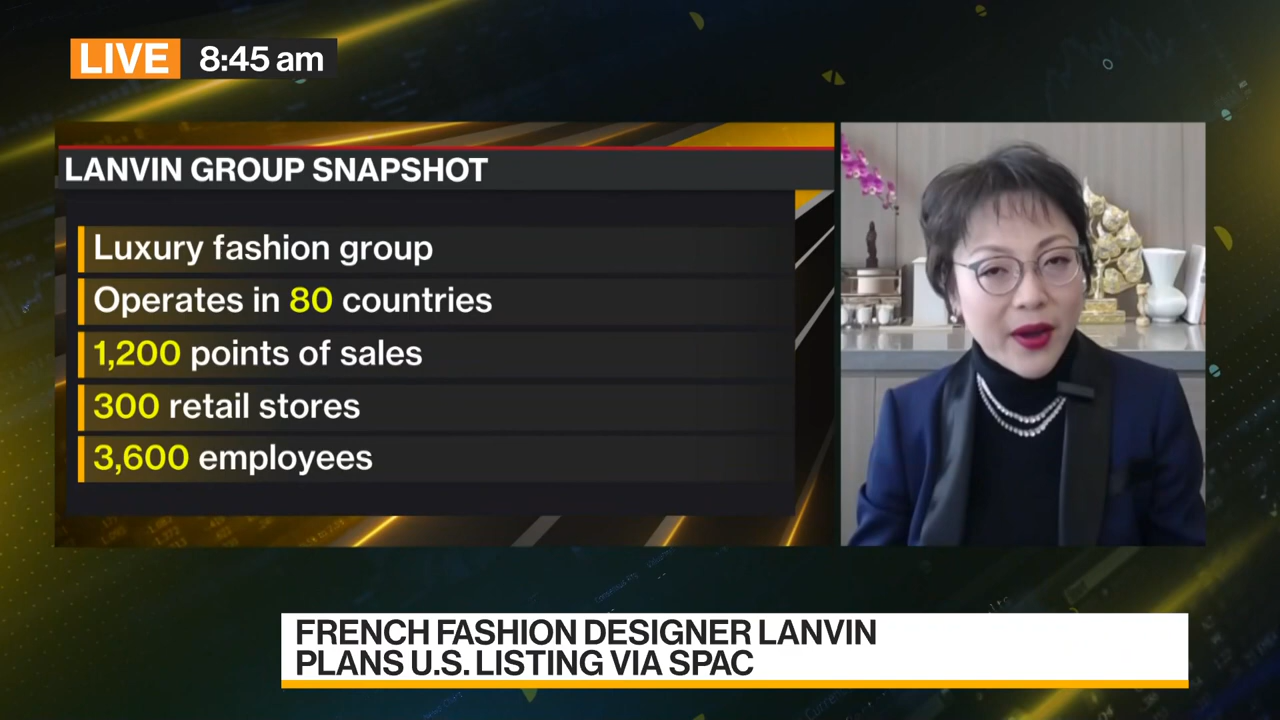 LIVE 8:45 am
LANVIN GROUP SNAPSHOT
Luxury fashion group
Operates in 80 countries
1,200 points of sales
300 retail stores
3,600 employees
FRENCH FASHION DESIGNER LANVIN
PLANS U.S. LISTING VIA SPAC